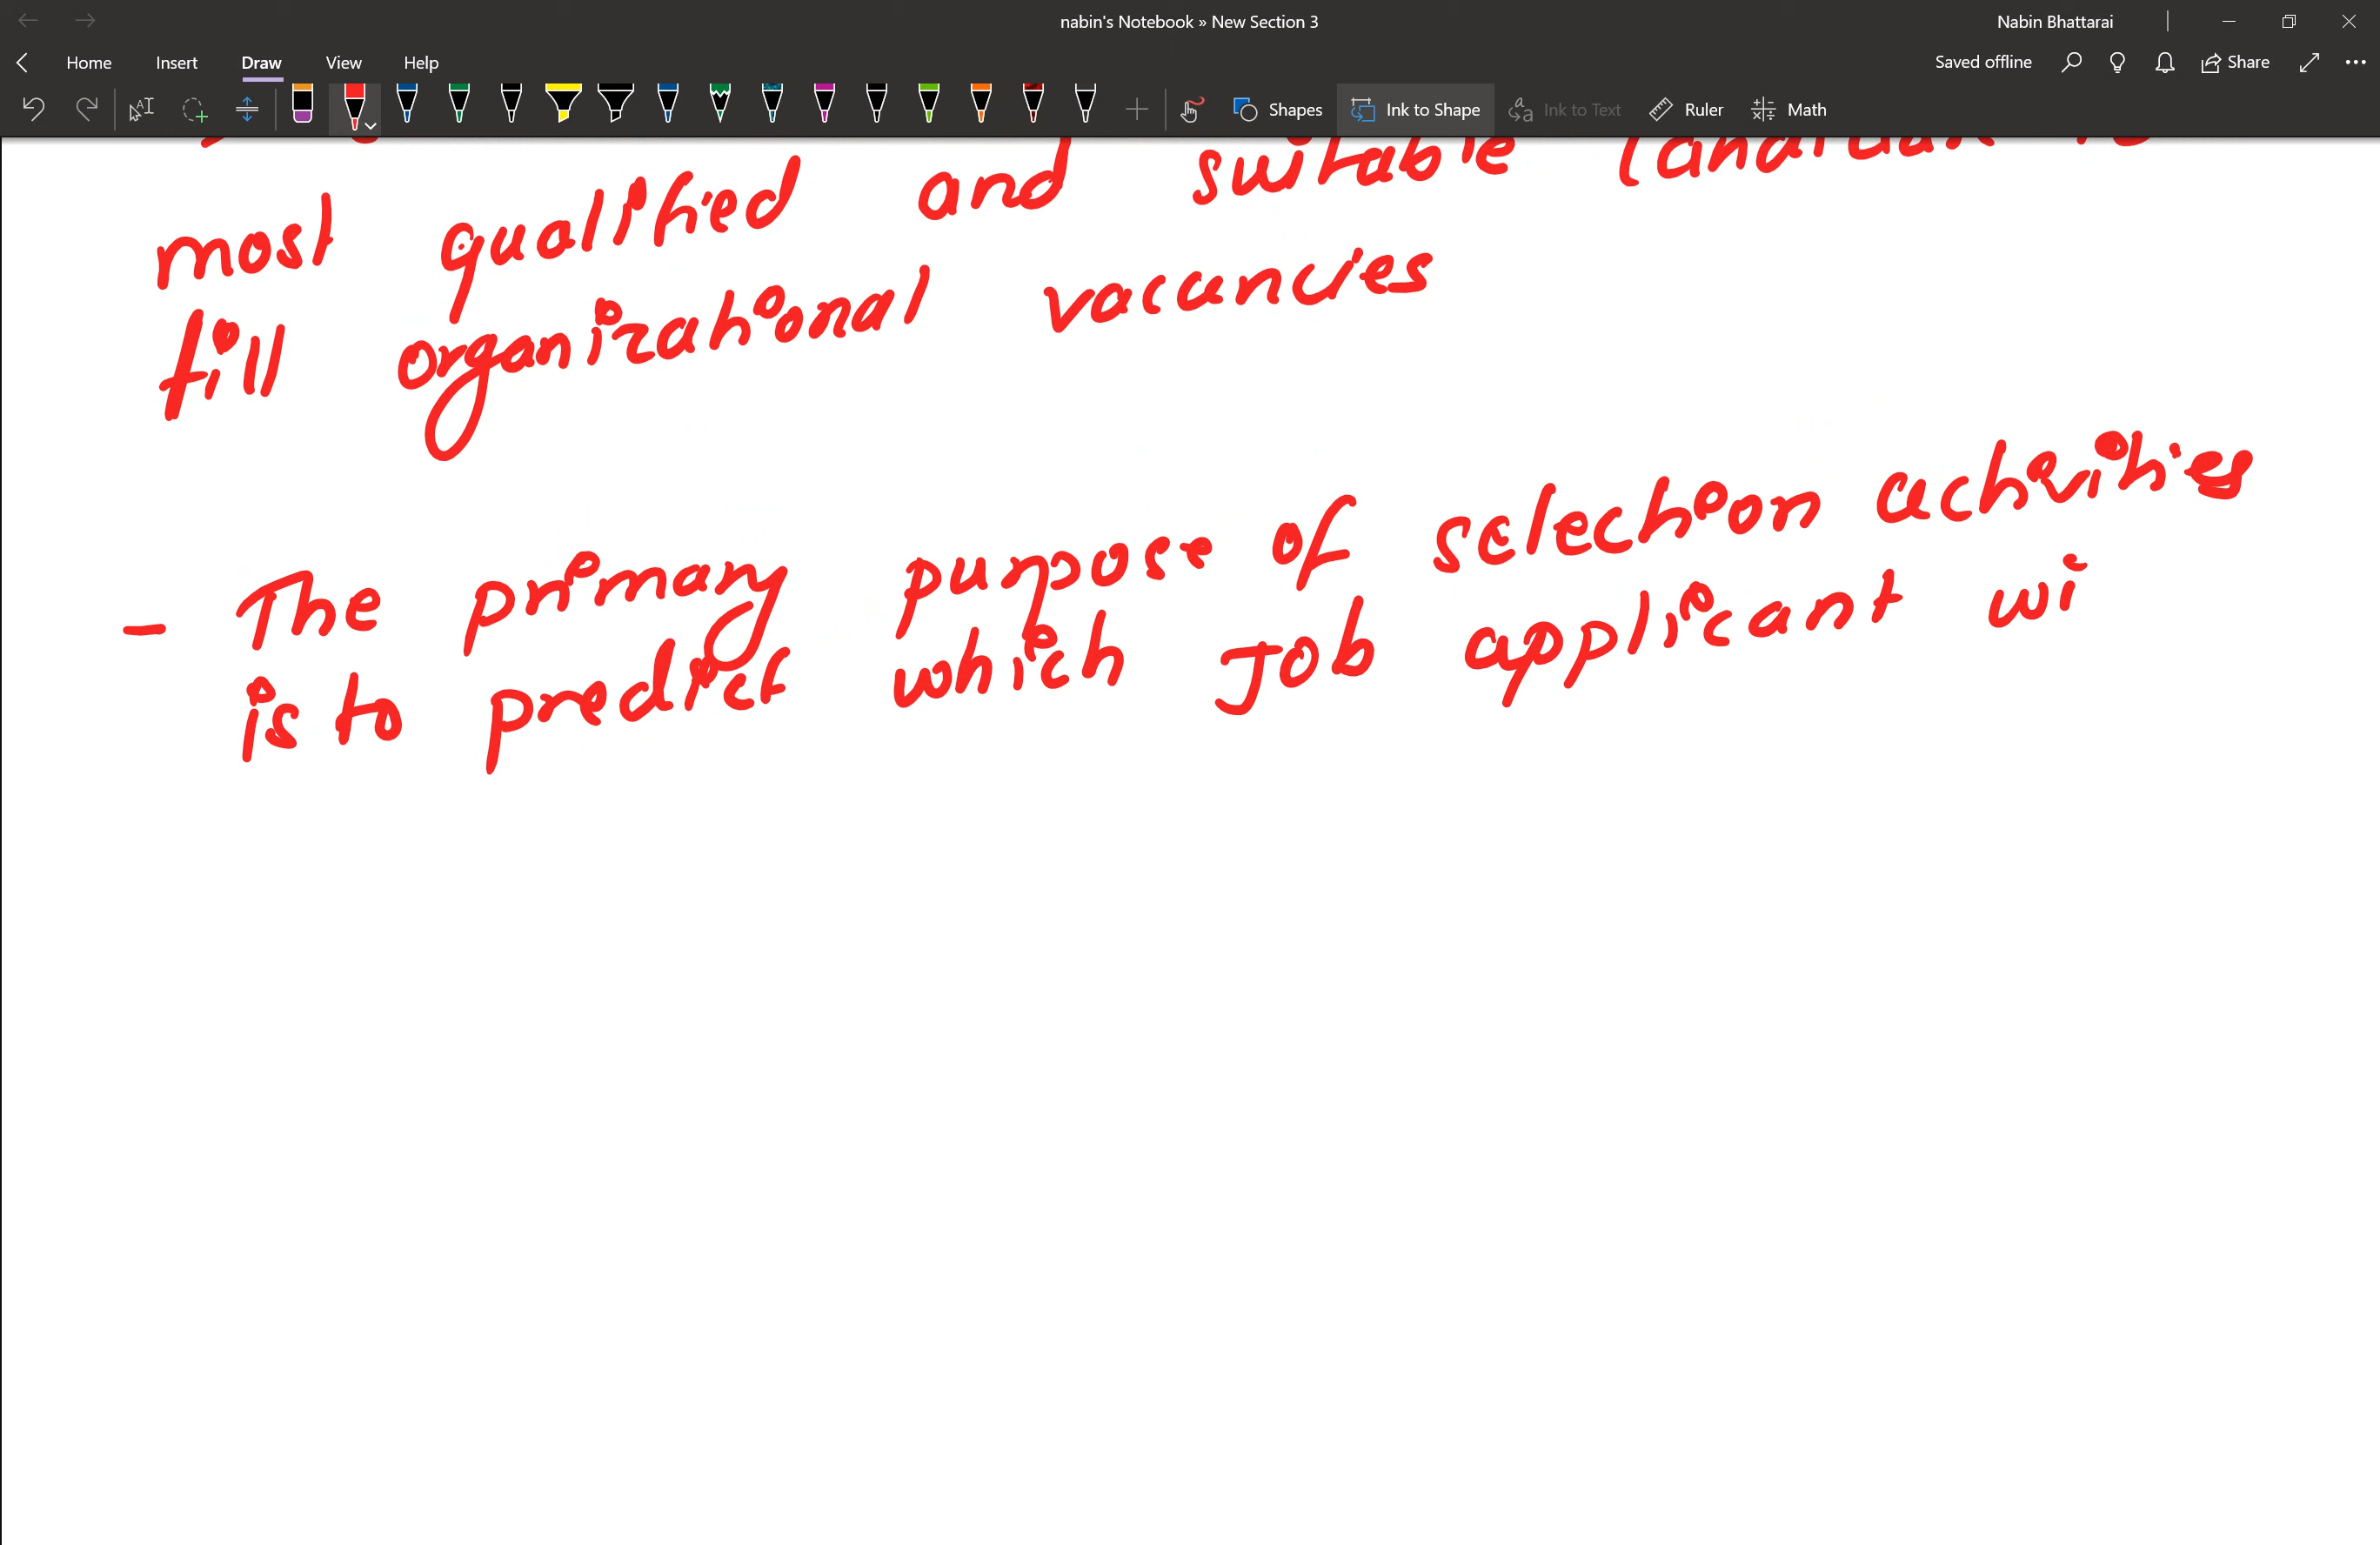 nabin's Notebook » New Section 3
Nabin Bhattarai
Home Insert Draw View Help
Saved offline
Share
Shapes
Ink to Shape
Ink to Text
Ruler
Math
most qualified and suitable
fill organizational vacancies
- The primary purpose of selection activities
is to predict which Job applicant wi